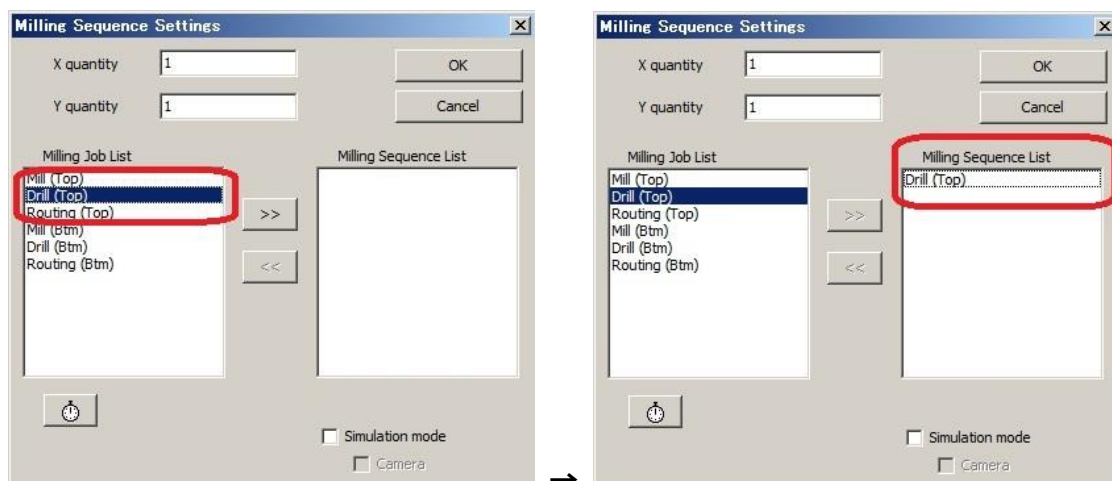 Milling Sequence Settings
X quantity 1 OK
Y quantity 1 Cancel
Milling Job List Milling Sequence List
Mill (Top)
Drill (Top)
Routing (Top)
Mill (Btm)
Drill (Btm)
Routing (Btm)
>>
<<
Simulation mode
Camera
→
Milling Sequence Settings
X quantity 1 OK
Y quantity 1 Cancel
Milling Job List Milling Sequence List
Mill (Top)
Drill (Top)
Routing (Top)
Mill (Btm)
Drill (Btm)
Routing (Btm)
>>
<<
Drill (Top)
Simulation mode
Camera